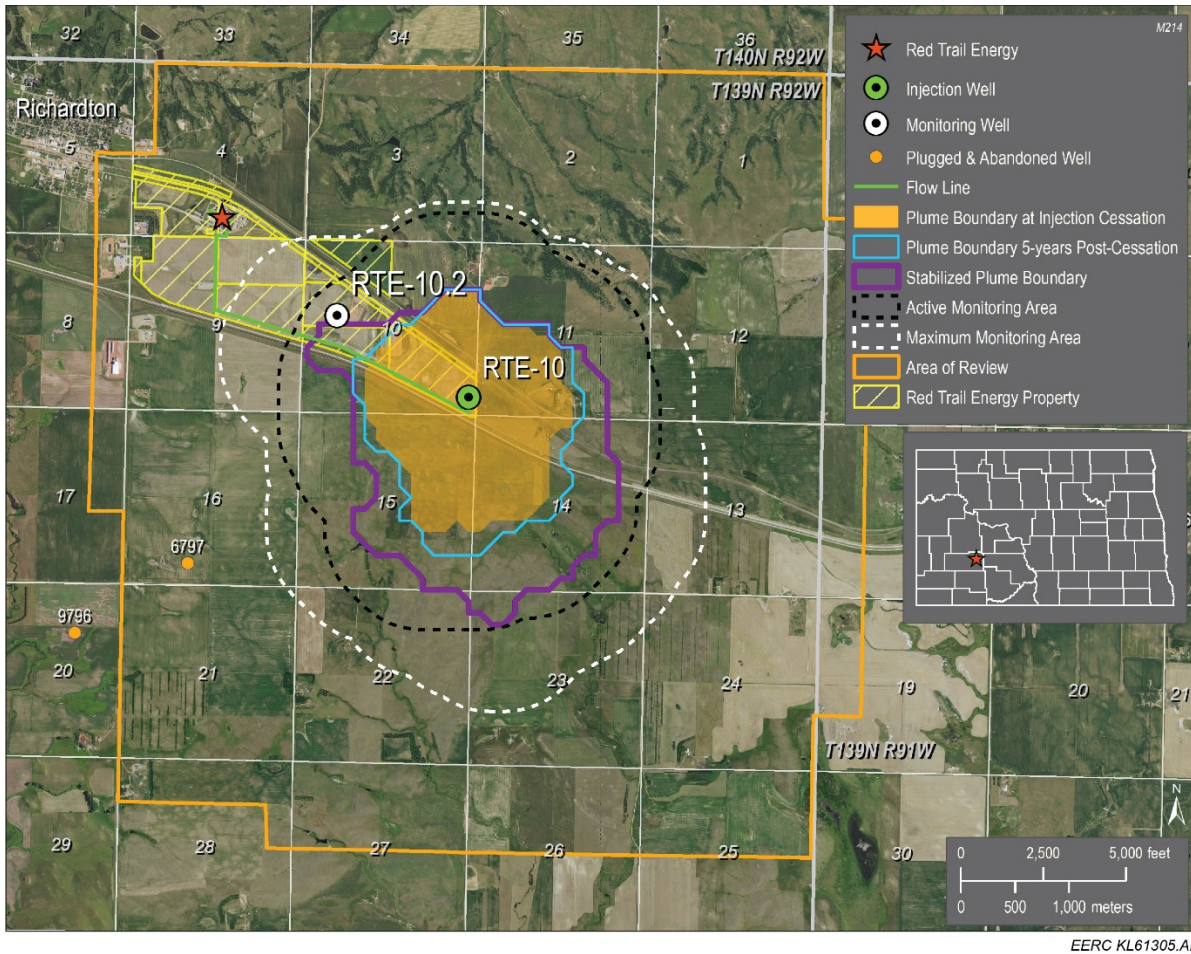 32
33
34
35
36
M214
T140N R92W
T139N R92W
Richardton
5
4
3
2
1
Red Trail Energy
Injection Well
Monitoring Well
Plugged & Abandoned Well
Flow Line
Plume Boundary at Injection Cessation
Plume Boundary 5-years Post-Cessation
Stabilized Plume Boundary
Active Monitoring Area
Maximum Monitoring Area
Area of Review
Red Trail Energy Property
RTE-10.2
8
9
10
11
12
RTE-10
17
16
15
14
13
6797
9796
20
21
22
23
24
19
20
21
T139N R91W
N
29
28
27
26
25
30
0 2,500 5,000 feet
0 500 1,000 meters
EERC KL61305.A